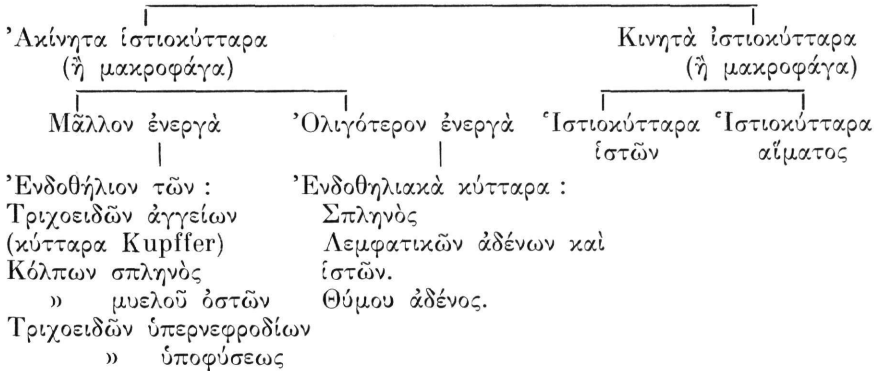 Ἀκίνητα ἱστιοκύτταρα
(ἢ μακροφάγα)
Κινητὰ ἱστιοκύτταρα
(ἢ μακροφάγα)
Μᾶλλον ἐνεργὰ
Ὀλιγότερον ἐνεργὰ
Ἱστιοκύτταρα
ἱστῶν
Ἱστιοκύτταρα
αἵματος
Ἐνδοθήλιον τῶν :
Τριχοειδῶν ἀγγείων
(κύτταρα Kupffer)
Κόλπων σπληνὸς
» μυελοῦ ὀστῶν
Τριχοειδῶν ὑπερνεφροδίων
» ὑποφύσεως
Ἐνδοθηλιακὰ κύτταρα :
Σπληνὸς
Λεμφατικῶν ἀδένων καὶ
ἱστῶν.
Θύμου ἀδένος.